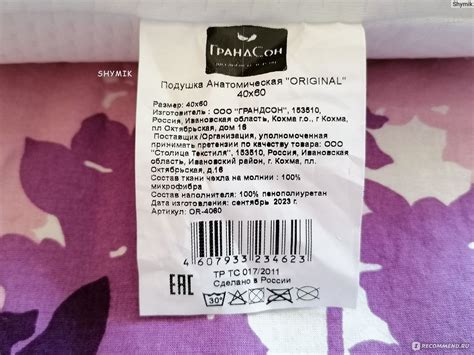 Shymik
SHYMIK
ГРАНДСОН
Подушка Анатомическая "ORIGINAL"
40х60
Размер: 40х60
Изготовитель: ООО "ГРАНДСОН", 153510,
Россия, Ивановская область, Кохма г.о., г Кохма,
пл Октябрьская, дом 16
Поставщик /Организация, уполномоченная
принимать претензии по качеству товара: ООО
"Столица Текстиля", 153510, Россия, Ивановская
область, Ивановский район, г. Кохма, пл.
Октябрьская, д.16
Состав ткани чехла на молнии : 100%
микрофибра
Состав наполнителя: 100% пенополиуретан
Дата изготовления: сентябрь 2023 г.
Артикул: OR-4060
4 607933 234623
EAC
ТР ТС 017/2011
Сделано в России
30°
RECOMMEND.RU